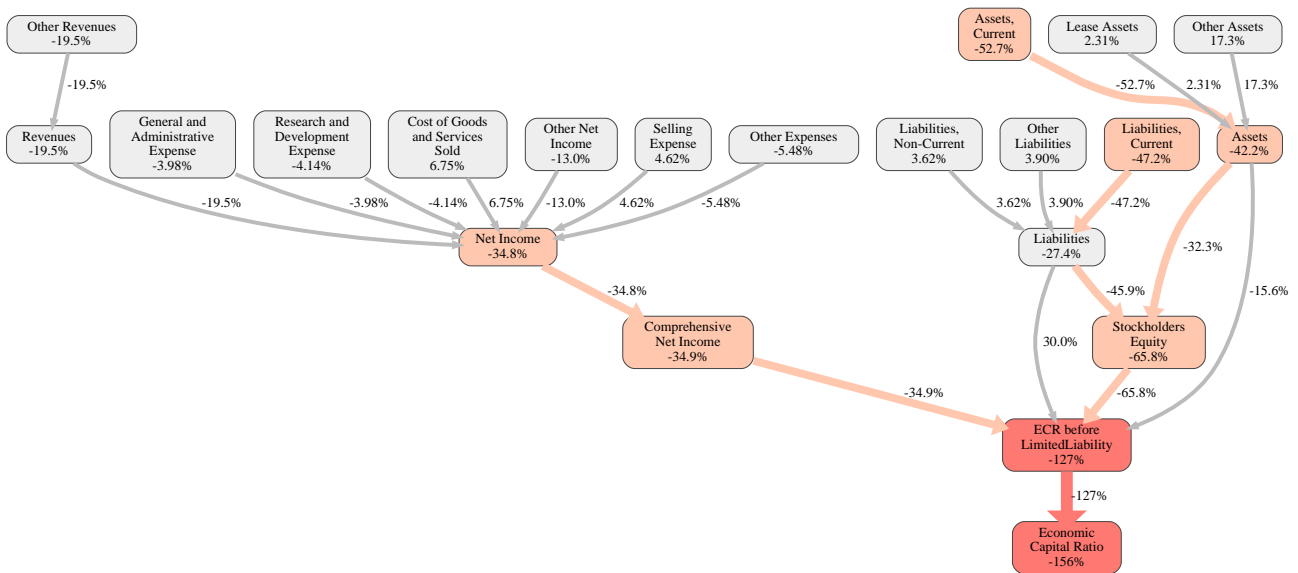 Other Revenues
-19.5%
Assets,
Current
-52.7%
Lease Assets
2.31%
Other Assets
17.3%
-19.5%
-52.7%
2.31%
17.3%
Revenues
-19.5%
General and
Administrative
Expense
-3.98%
Research and
Development
Expense
-4.14%
Cost of Goods
and Services
Sold
6.75%
Other Net
Income
-13.0%
Selling
Expense
4.62%
Other Expenses
-5.48%
Liabilities,
Non-Current
3.62%
Other
Liabilities
3.90%
Liabilities,
Current
-47.2%
Assets
-42.2%
-19.5%
-3.98%
-4.14%
6.75%
-13.0%
4.62%
-5.48%
3.62%
3.90%
-47.2%
Net Income
-34.8%
Liabilities
-27.4%
-32.3%
-34.8%
-45.9%
-15.6%
Comprehensive
Net Income
-34.9%
30.0%
Stockholders
Equity
-65.8%
-34.9%
-65.8%
ECR before
LimitedLiability
-127%
-127%
Economic
Capital Ratio
-156%